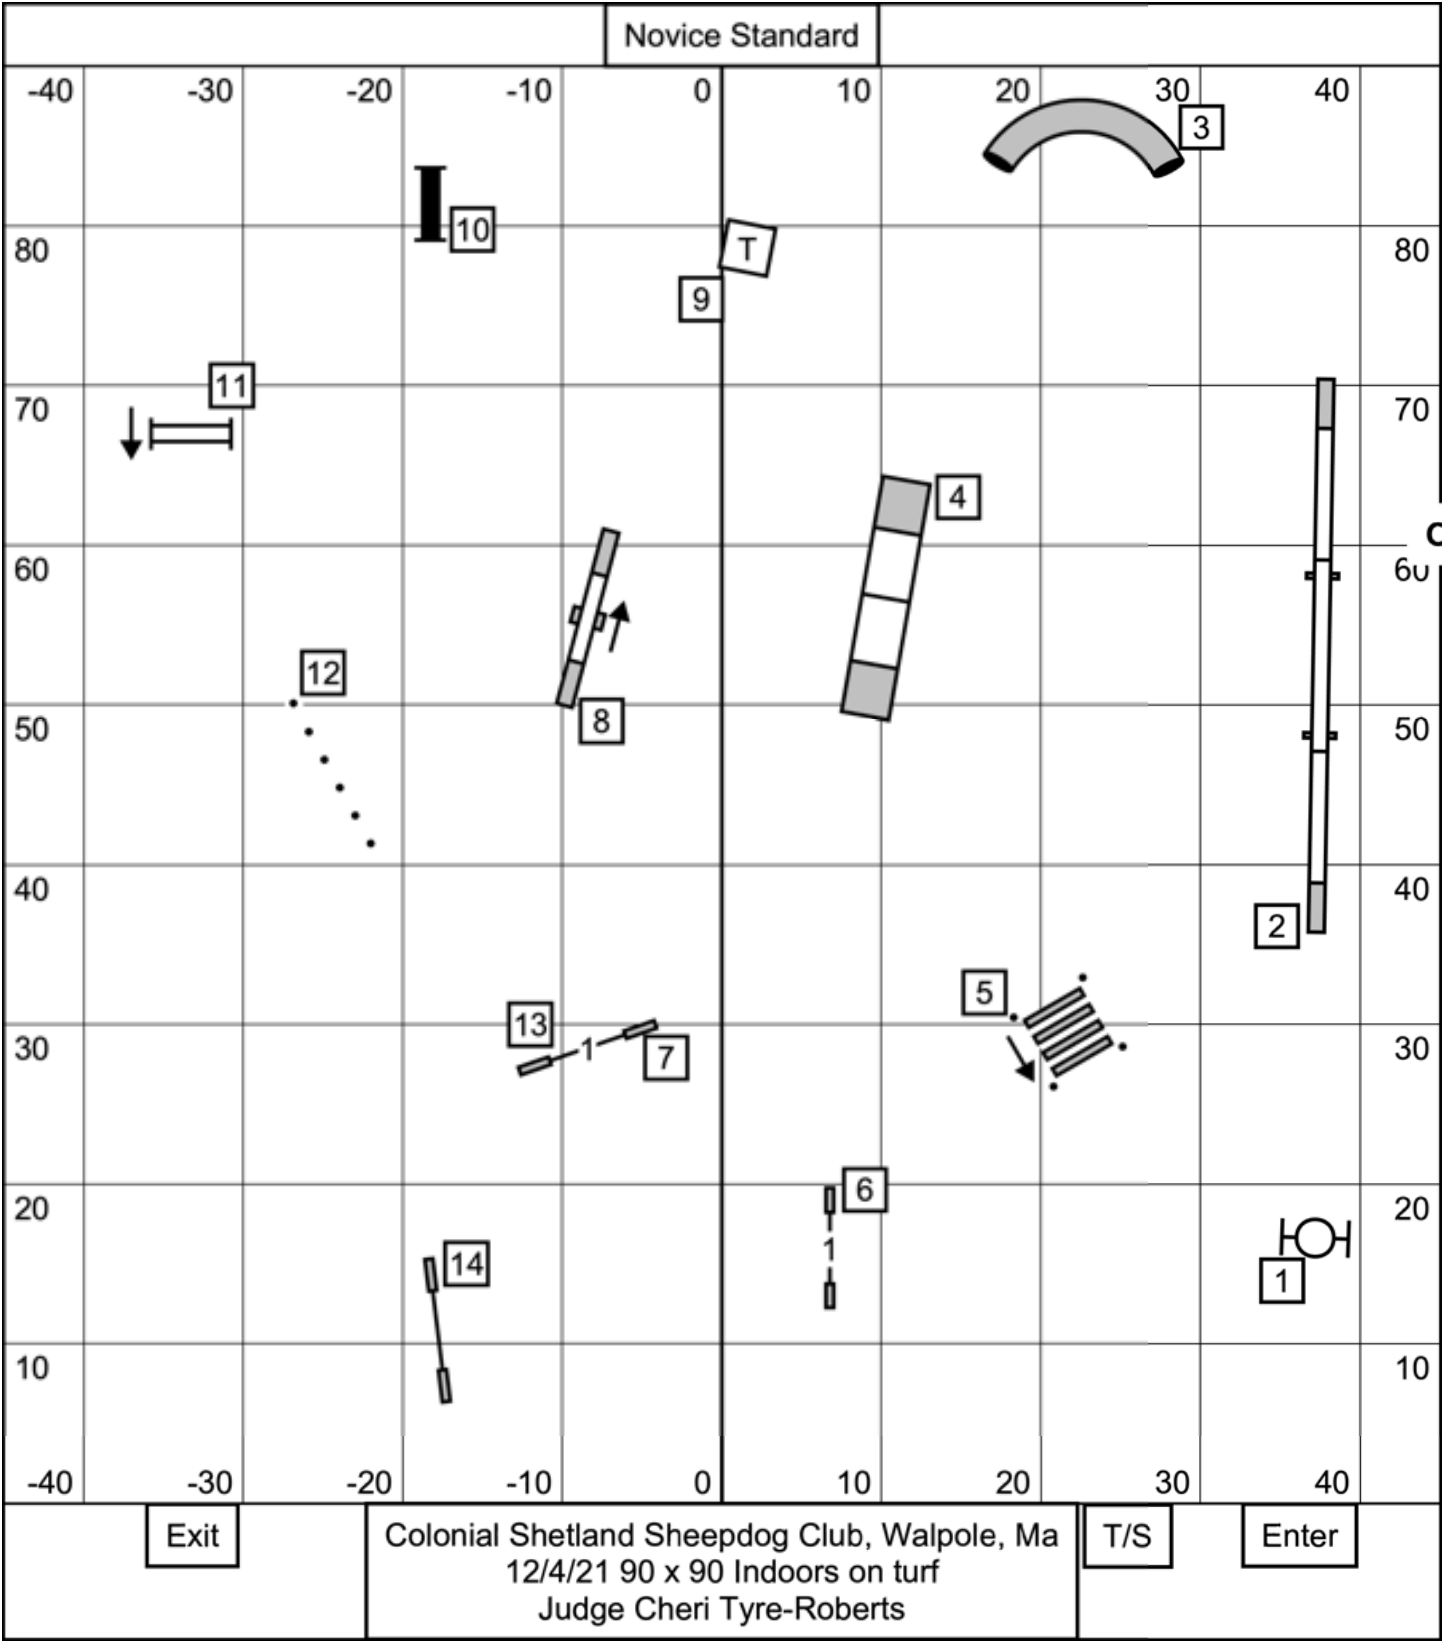 Novice Standard
-40 -30 -20 -10 0 10 20 30 40
3
10
80 T 80
9
11
70 70
4
C
60 60
12
8
50 50
40 40
2
5
13
30 1 7 30
6
20 20
14 1 1
10 10
-40 -30 -20 -10 0 10 20 30 40
Exit Colonial Shetland Sheepdog Club, Walpole, Ma T/S Enter
12/4/21 90 x 90 Indoors on turf
Judge Cheri Tyre-Roberts